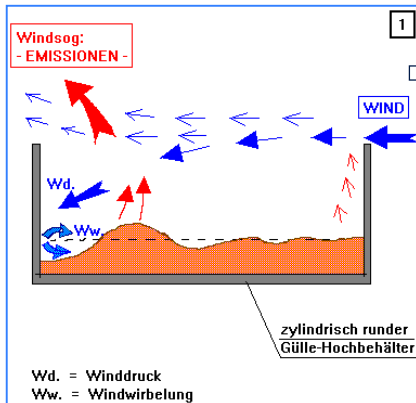 1
Windsog:
- EMISSIONEN -
WIND
Wd.
Ww.
zylindrisch runder
Gülle-Hochbehälter
Wd. = Winddruck
Ww. = Windwirbelung